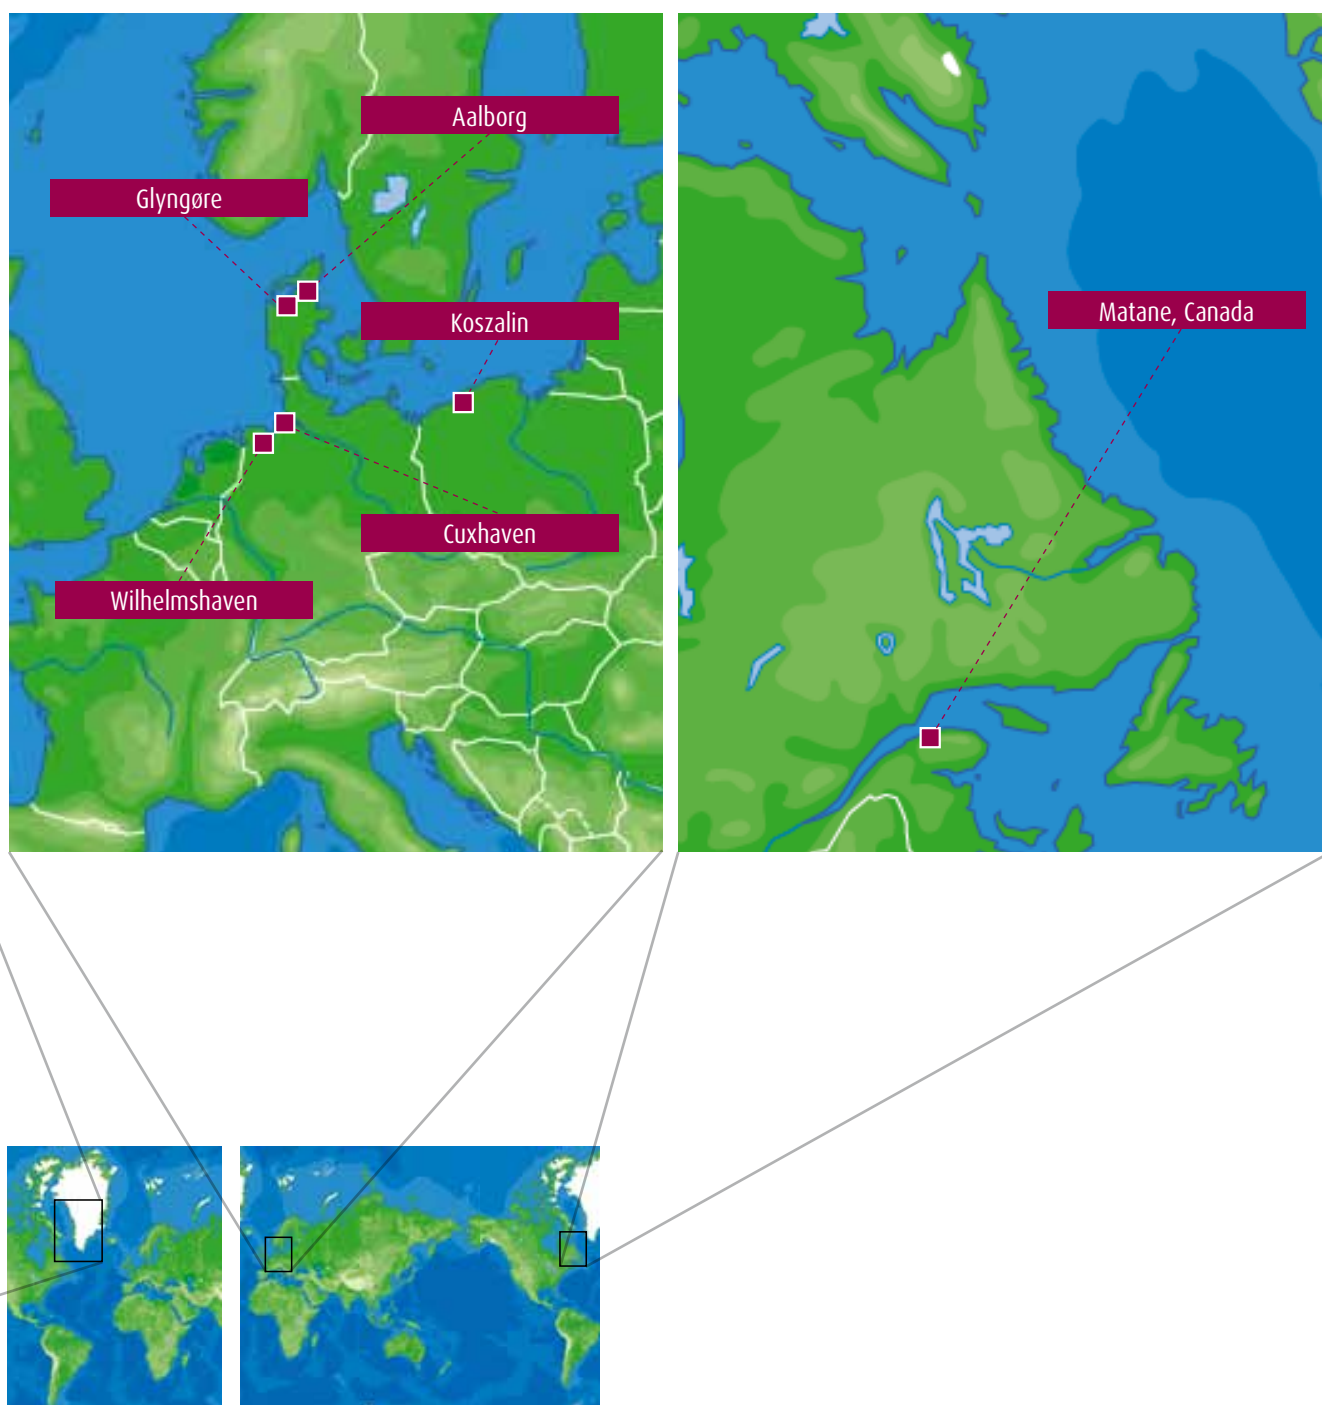 Aalborg
Glyngøre
Koszalin
Matane, Canada
Cuxhaven
Wilhelmshaven